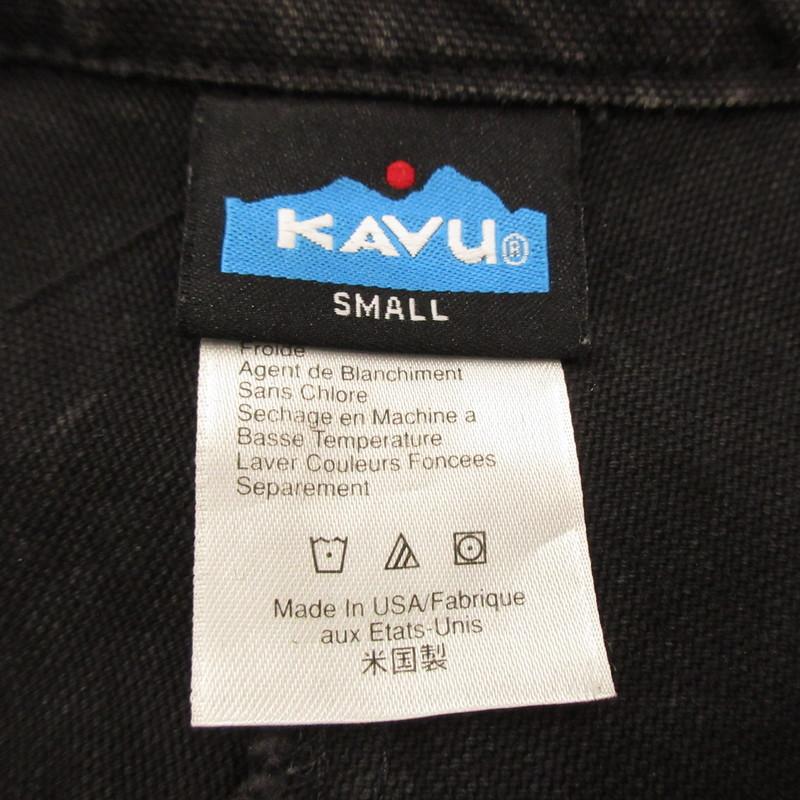 KAVU®
SMALL
Froide
Agent de Blanchiment
Sans Chlore
Sechage en Machine a
Basse Temperature
Laver Couleurs Foncees
Separement
Made In USA/Fabrique
aux Etats-Unis
米国製